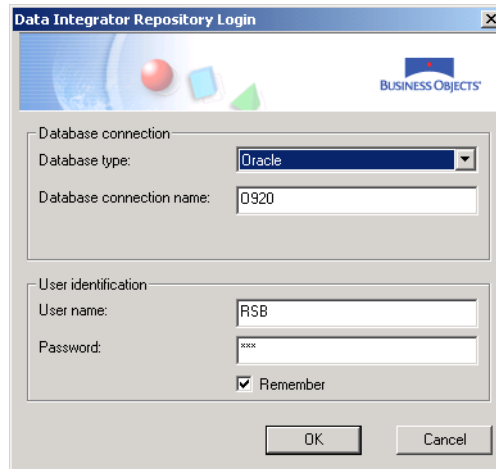 Data Integrator Repository Login
BUSINESS OBJECTS
Database connection
Database type:
Oracle
Database connection name:
O920
User identification
User name:
RSB
Password:
***
Remember
OK
Cancel